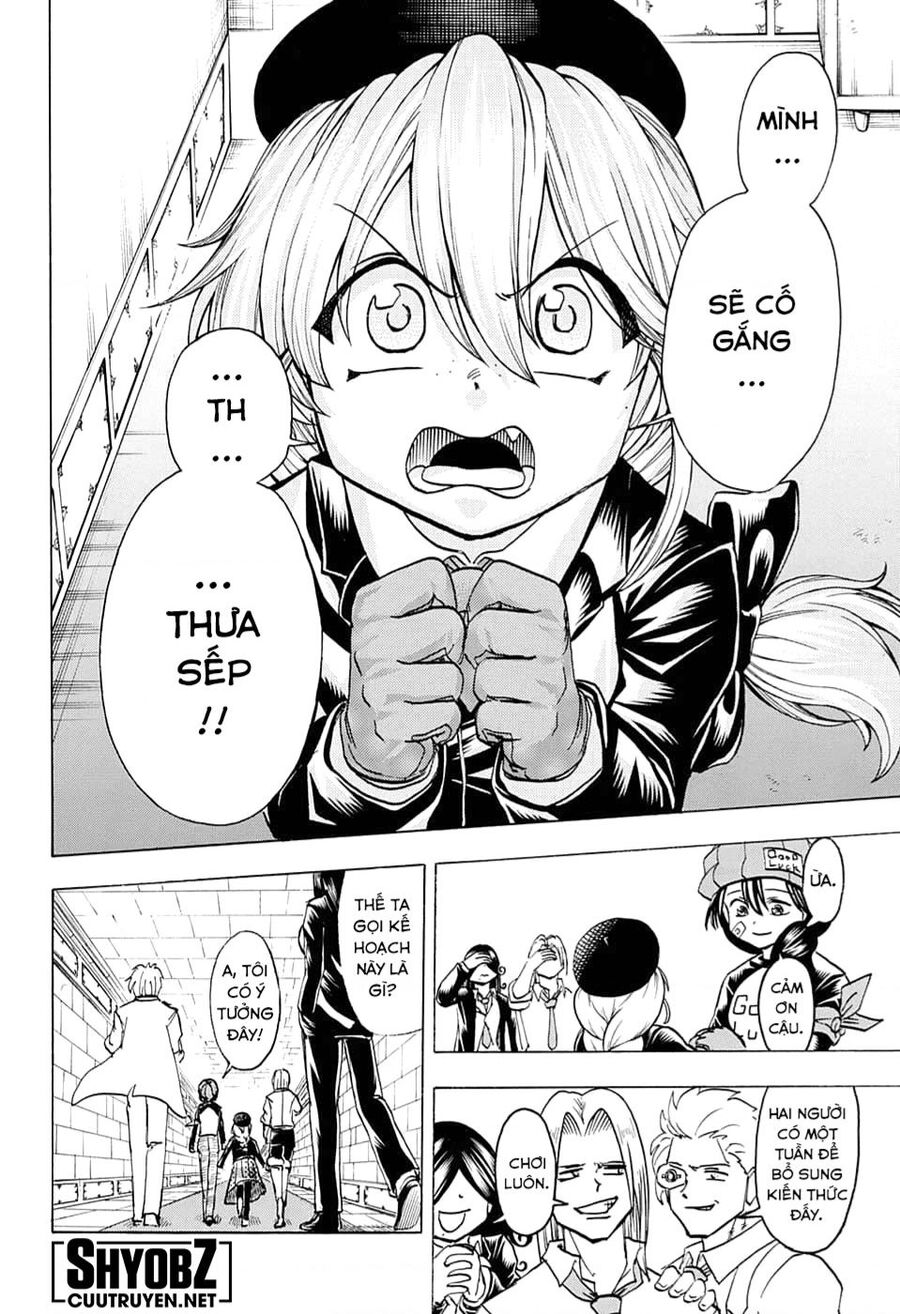 MÌNH
...
SẼ CỐ
GẮNG
...
...
TH
...
...
THƯA
SẾP
!!
GOOD
LUCK
ỪA.
CẢM
ƠN
CẬU.
THẾ TA
GỌI KẾ
HOẠCH
NÀY LÀ
GÌ?
A, TÔI
CÓ Ý
TƯỞNG
ĐÂY!
HAI NGƯỜI
CÓ MỘT
TUẦN ĐỂ
BỔ SUNG
KIẾN THỨC
ĐẤY.
CHƠI
LUÔN.
SHYOBZ
CUUTRUYEN.NET